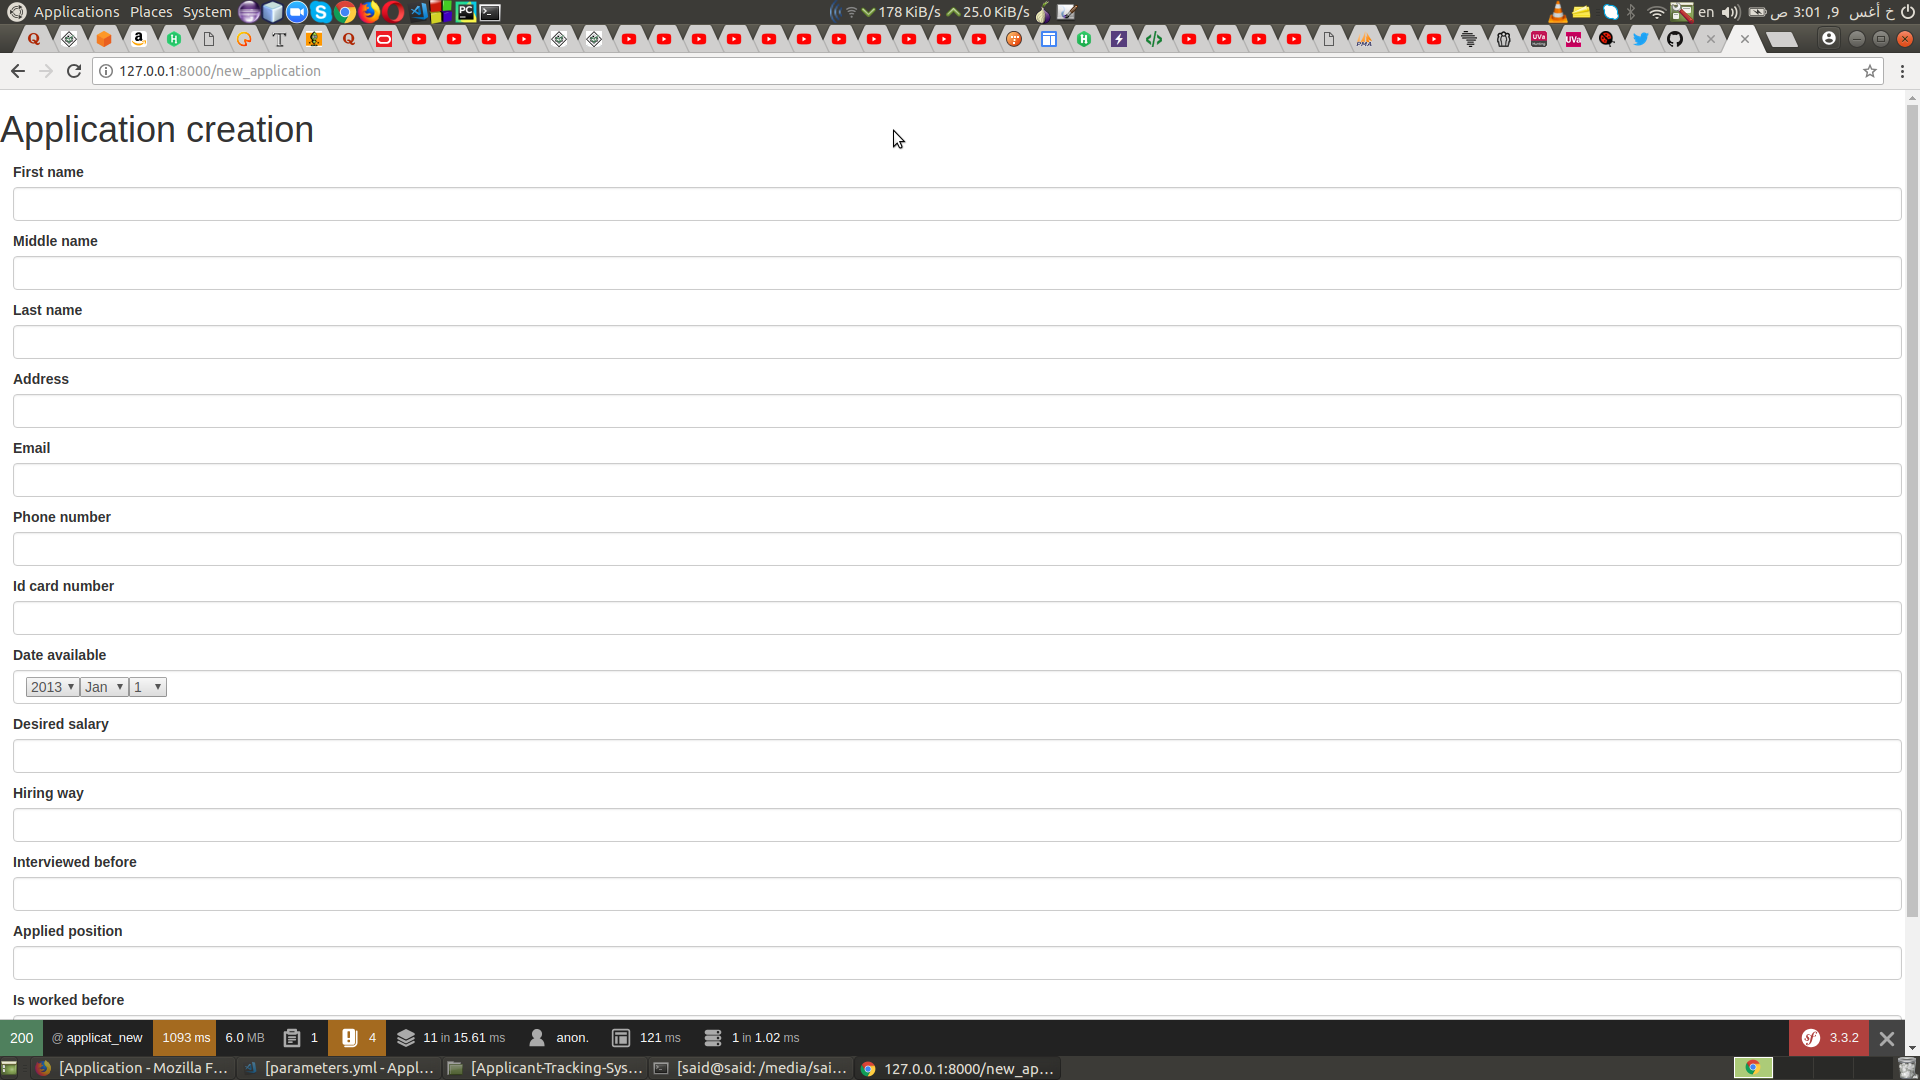 Applications Places System
178 KiB/s 25.0 KiB/s
en خ أغس 9, 3:01 ص
127.0.0.1:8000/new_application
Application creation
First name
Middle name
Last name
Address
Email
Phone number
Id card number
Date available
2013 Jan 1
Desired salary
Hiring way
Interviewed before
Applied position
Is worked before
200 @ applicat_new 1093 ms 6.0 MB 1 4 11 in 15.61 ms anon. 121 ms 1 in 1.02 ms 3.3.2
[Application - Mozilla F... [parameters.yml - Appl... [Applicant-Tracking-Sys... [said@said: /media/sai... 127.0.0.1:8000/new_ap...